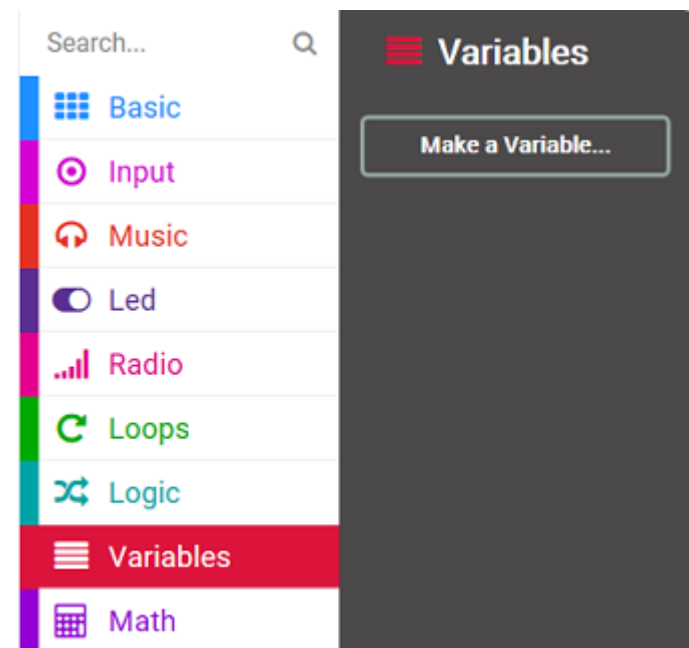 Search...
Basic
Input
Music
Led
Radio
Loops
Logic
Variables
Math
Variables
Make a Variable...